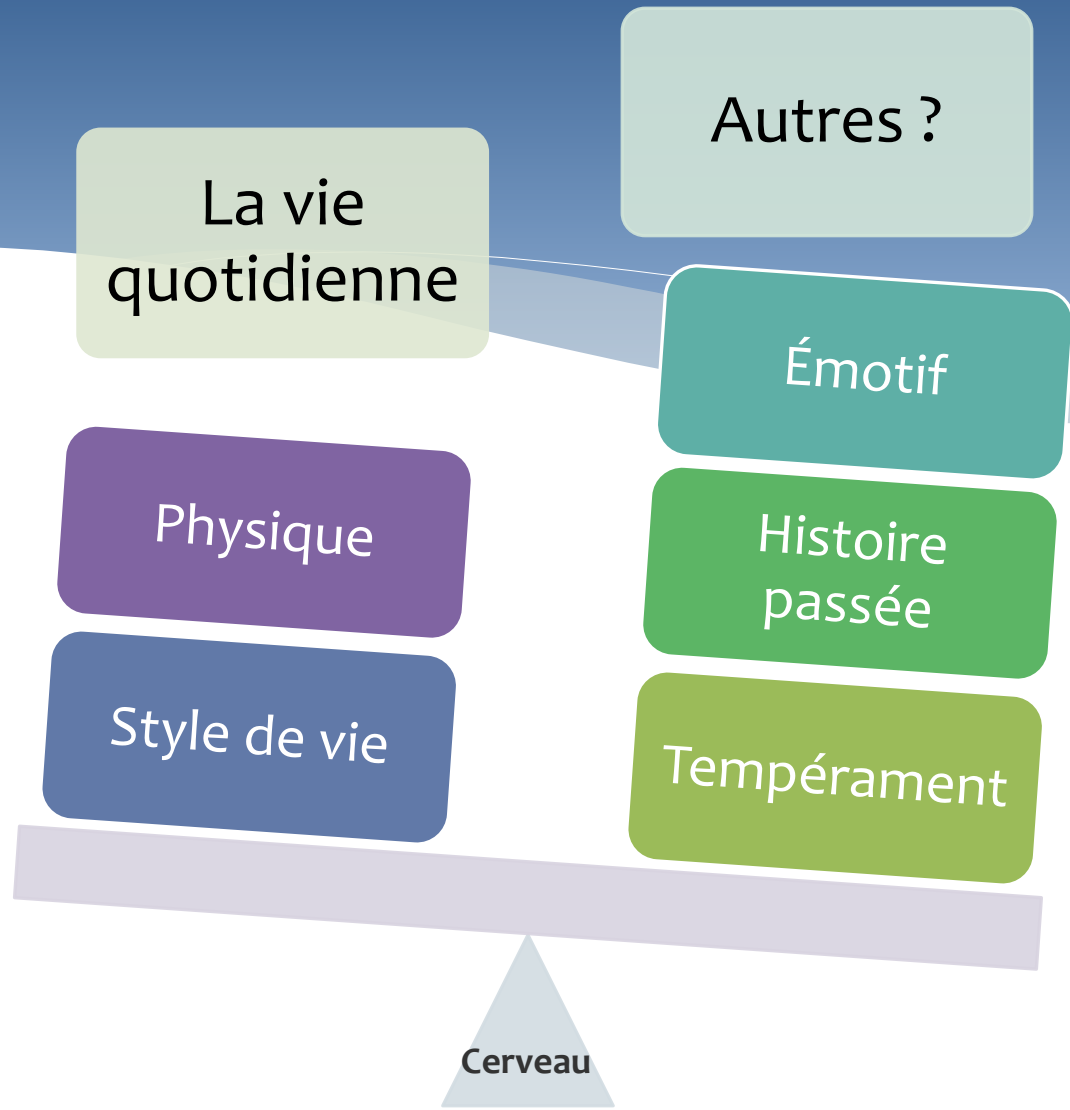 La vie
quotidienne
Physique
Style de vie
Autres ?
Émotif
Histoire
passée
Tempérament
Cerveau